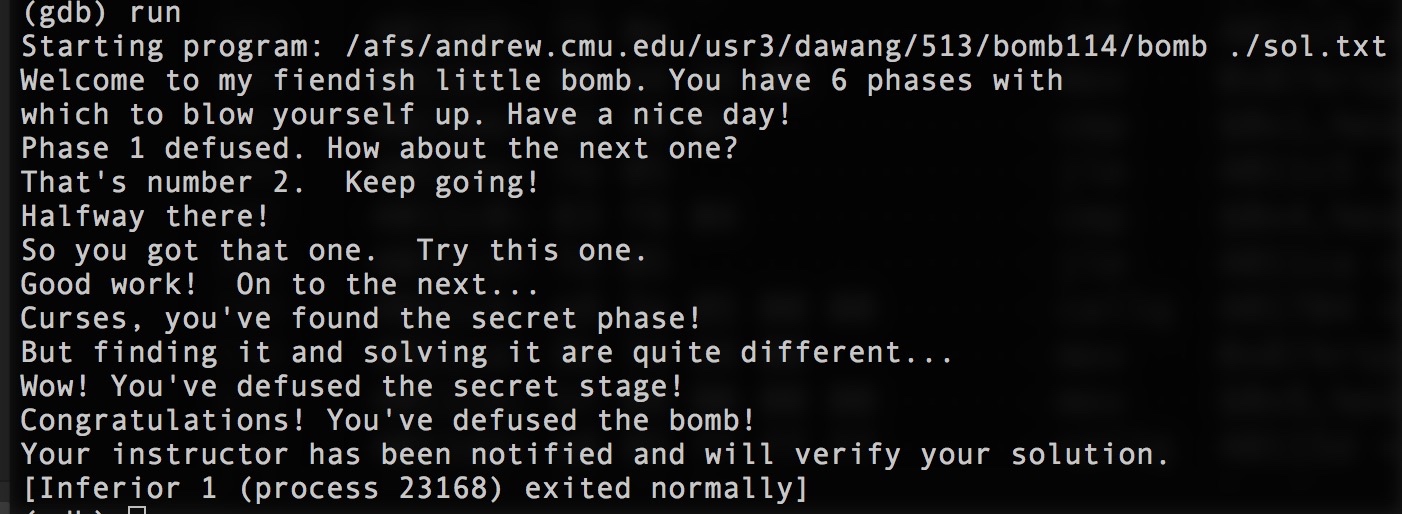 (gdb) run
Starting program: /afs/andrew.cmu.edu/usr3/dawang/513/bomb114/bomb ./sol.txt
Welcome to my fiendish little bomb. You have 6 phases with
which to blow yourself up. Have a nice day!
Phase 1 defused. How about the next one?
That's number 2.  Keep going!
Halfway there!
So you got that one.  Try this one.
Good work!  On to the next...
Curses, you've found the secret phase!
But finding it and solving it are quite different...
Wow! You've defused the secret stage!
Congratulations! You've defused the bomb!
Your instructor has been notified and will verify your solution.
[Inferior 1 (process 23168) exited normally]
(gdb)